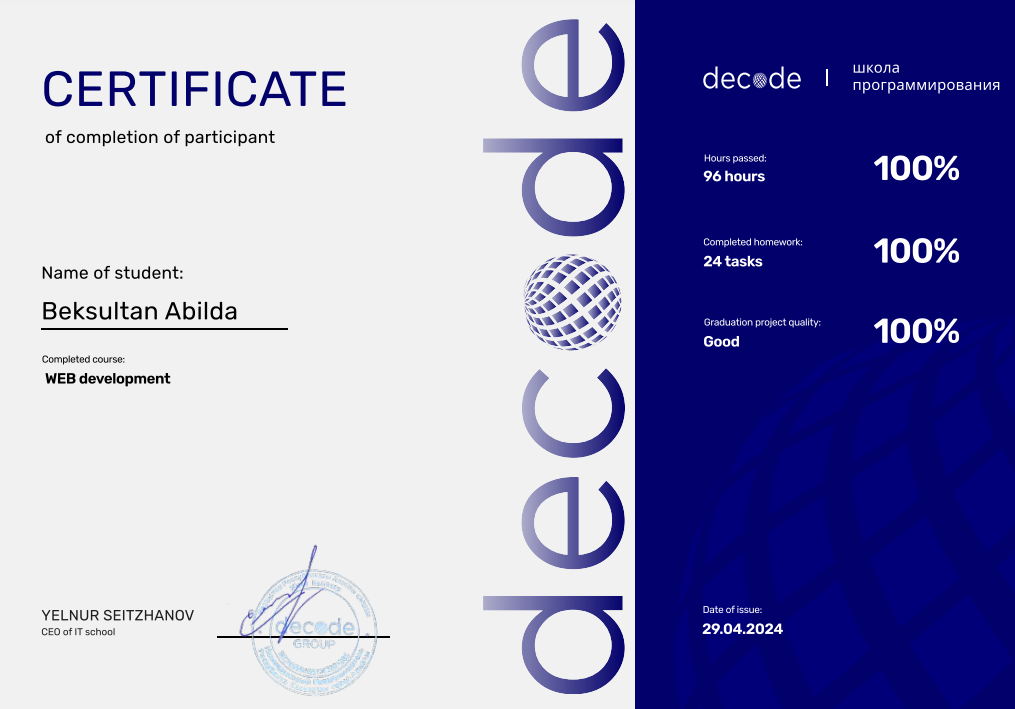 CERTIFICATE
of completion of participant
Name of student:
Beksultan Abilda
Completed course:
WEB development
YELNUR SEITZHANOV
CEO of IT school
decode
GROUP
decode
decode
школа
программирования
Hours passed:
96 hours
100%
Completed homework:
24 tasks
100%
Graduation project quality:
Good
100%
Date of issue:
29.04.2024